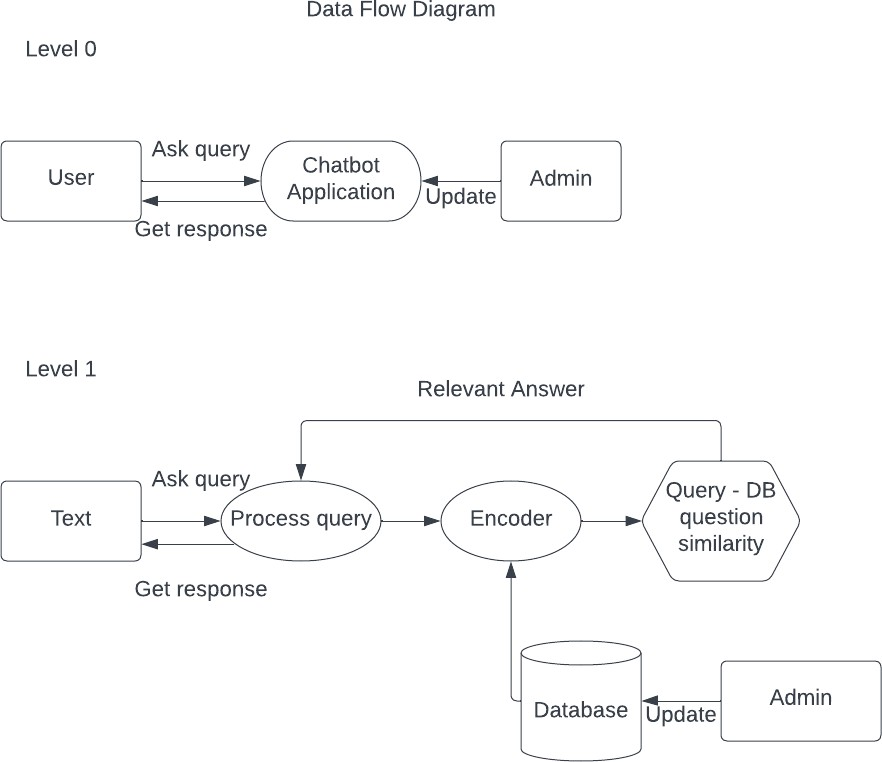 Data Flow Diagram
Level 0
User
Ask query
Get response
Chatbot
Application
Update
Admin
Level 1
Relevant Answer
Text
Ask query
Get response
Process query
Encoder
Query - DB
question
similarity
Database
Update
Admin